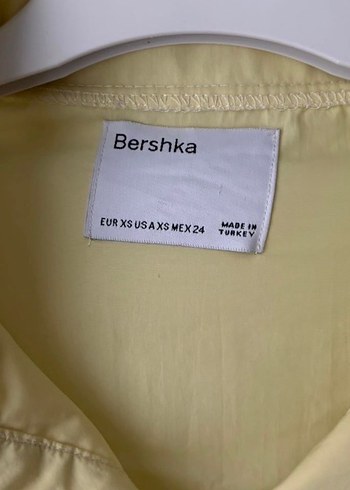 Bershka
EUR XS USA XS MEX 24
MADE IN
TURKEY